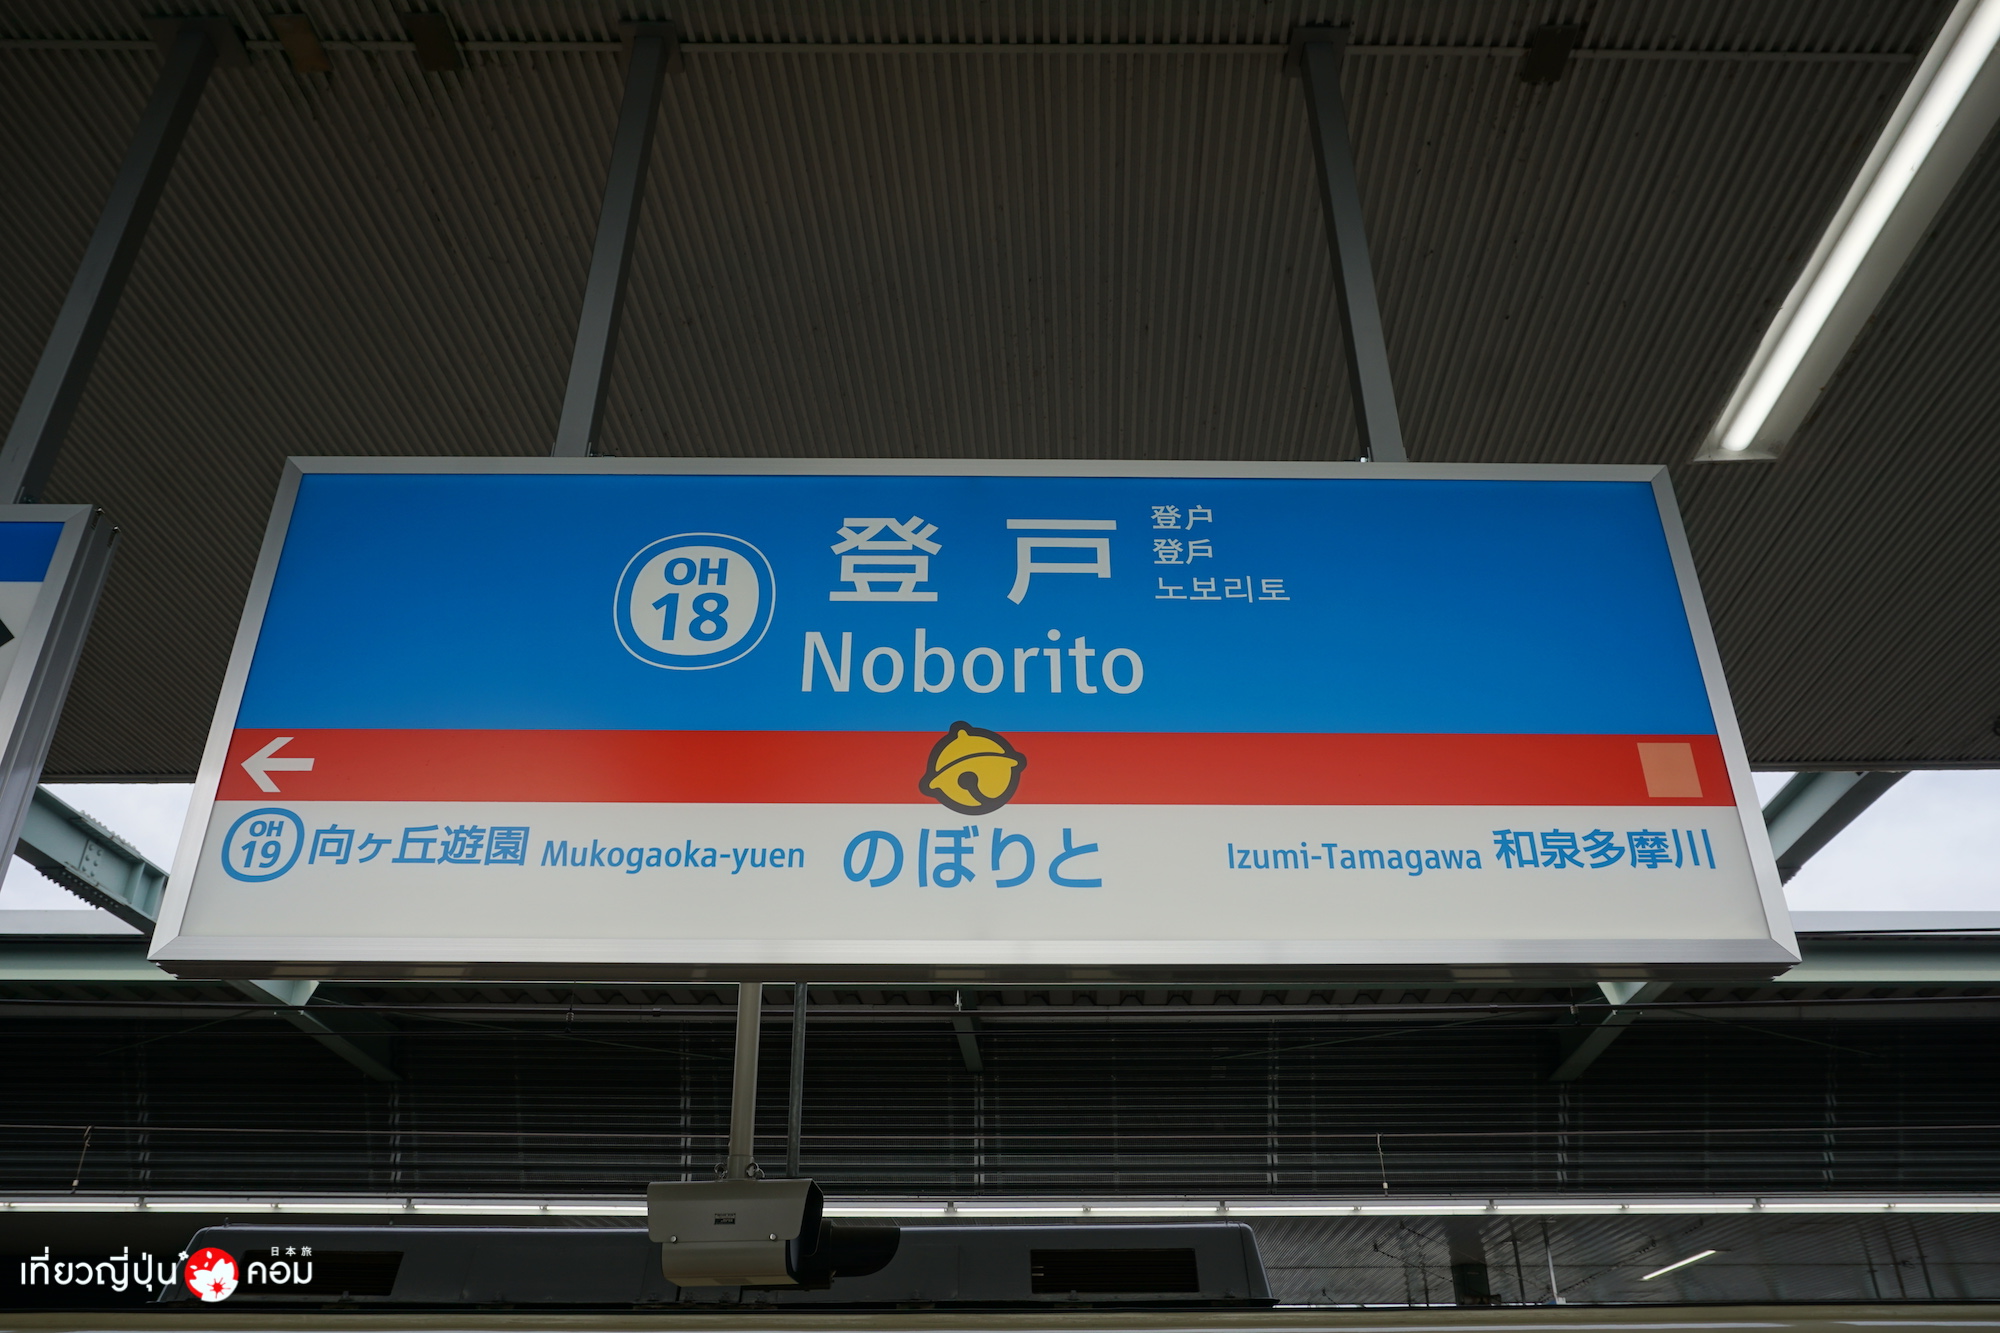 OH
18
登戸
登户
登戶
노보리토
Noborito
OH
19
向ヶ丘遊園 Mukogaoka-yuen
のぼりと
Izumi-Tamagawa 和泉多摩川
日本旅
เที่ยวญี่ปุ่น คอม